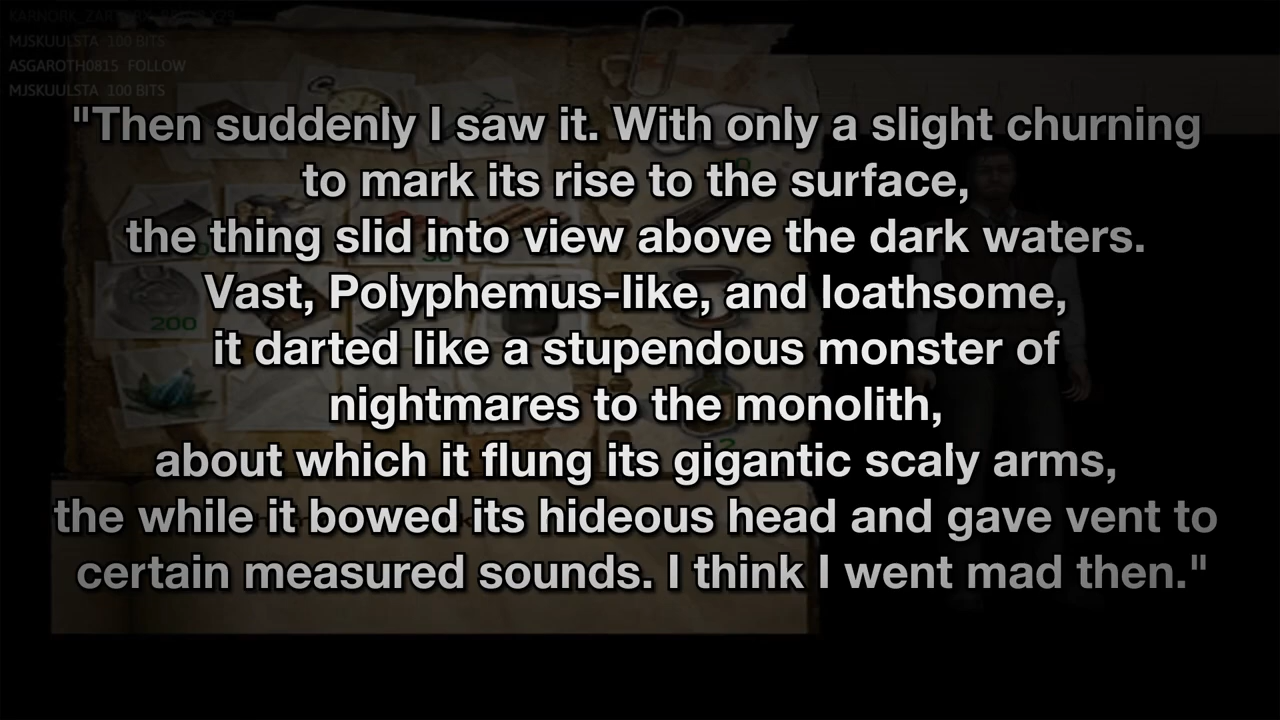 MJSKUULSTA 100 BITS
ASGAROTH0815 FOLLOW
MJSKUULSTA 100 BITS
"Then suddenly I saw it. With only a slight churning
to mark its rise to the surface,
the thing slid into view above the dark waters.
Vast, Polyphemus-like, and loathsome,
it darted like a stupendous monster of
nightmares to the monolith,
about which it flung its gigantic scaly arms,
the while it bowed its hideous head and gave vent to
certain measured sounds. I think I went mad then."
200